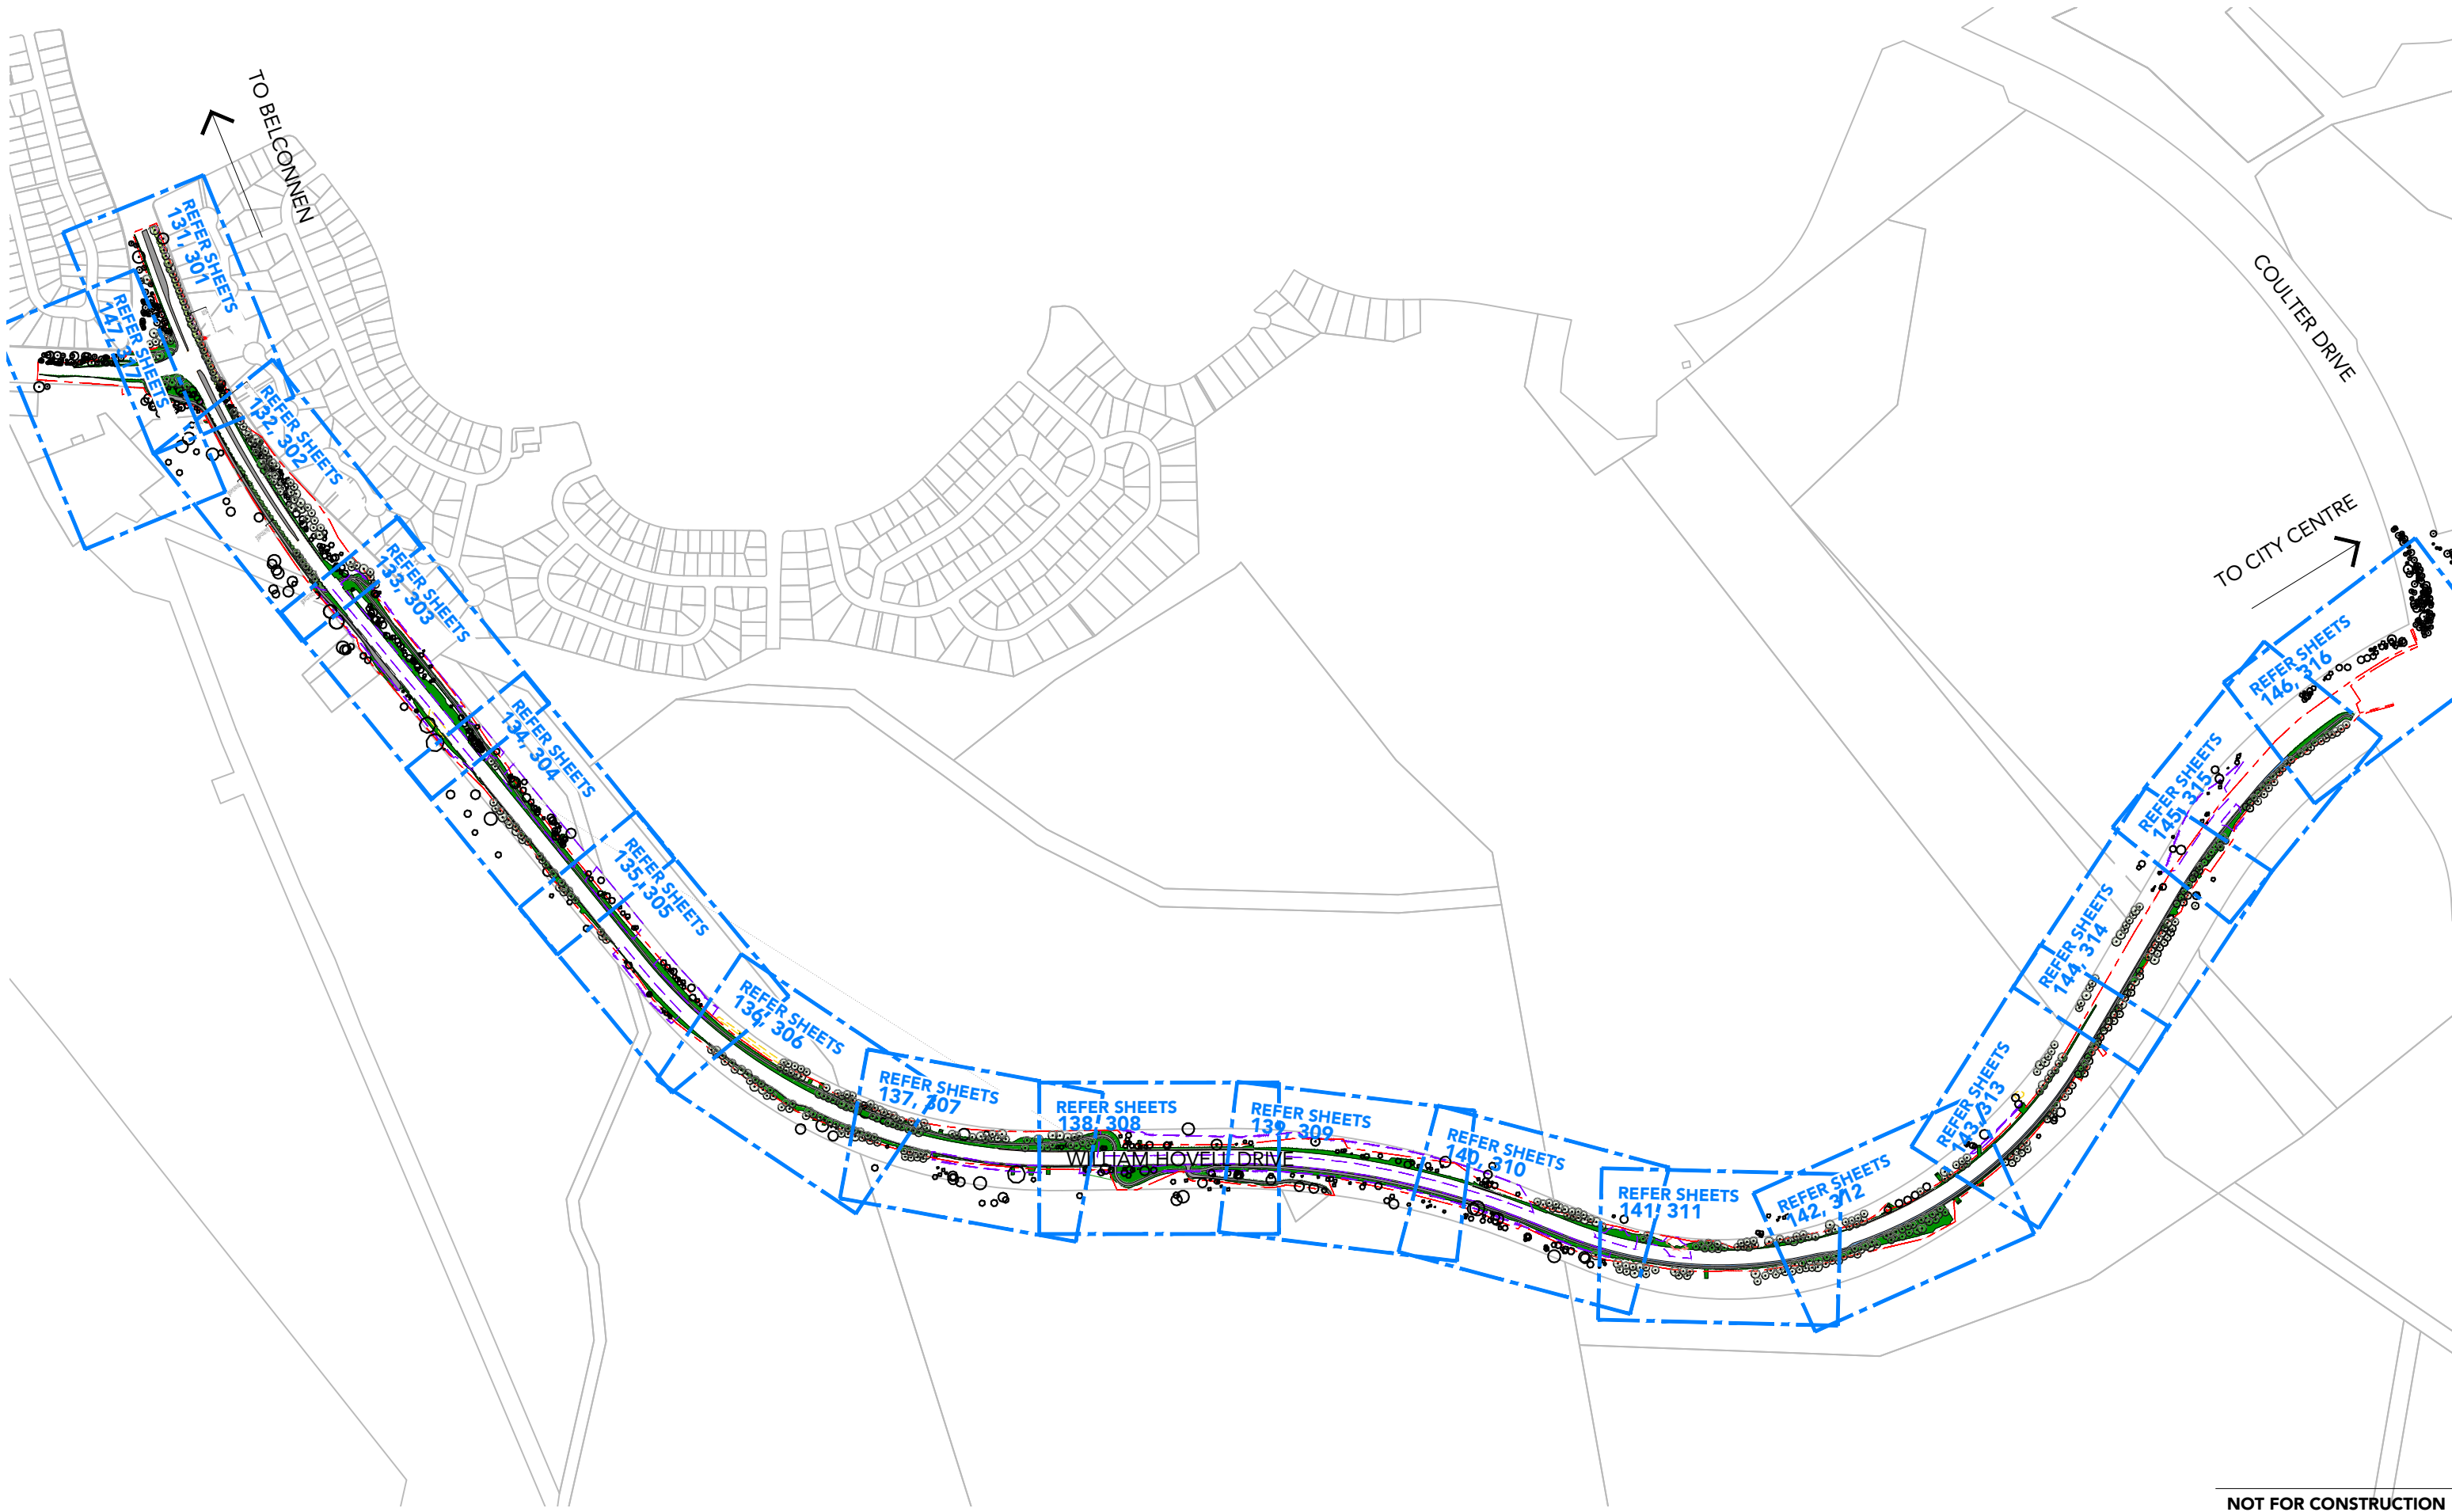 TO BELCONNEN
REFER SHEETS
131, 301
REFER SHEETS
147, 317
REFER SHEETS
132, 302
REFER SHEETS
133, 303
REFER SHEETS
134, 304
REFER SHEETS
135, 305
REFER SHEETS
136, 306
REFER SHEETS
137, 307
REFER SHEETS
138, 308
WILLIAM HOVELL DRIVE
REFER SHEETS
139, 309
REFER SHEETS
140, 310
REFER SHEETS
141, 311
REFER SHEETS
142, 312
REFER SHEETS
143, 313
REFER SHEETS
144, 314
REFER SHEETS
145, 315
REFER SHEETS
146, 316
TO CITY CENTRE
COULTER DRIVE
NOT FOR CONSTRUCTION